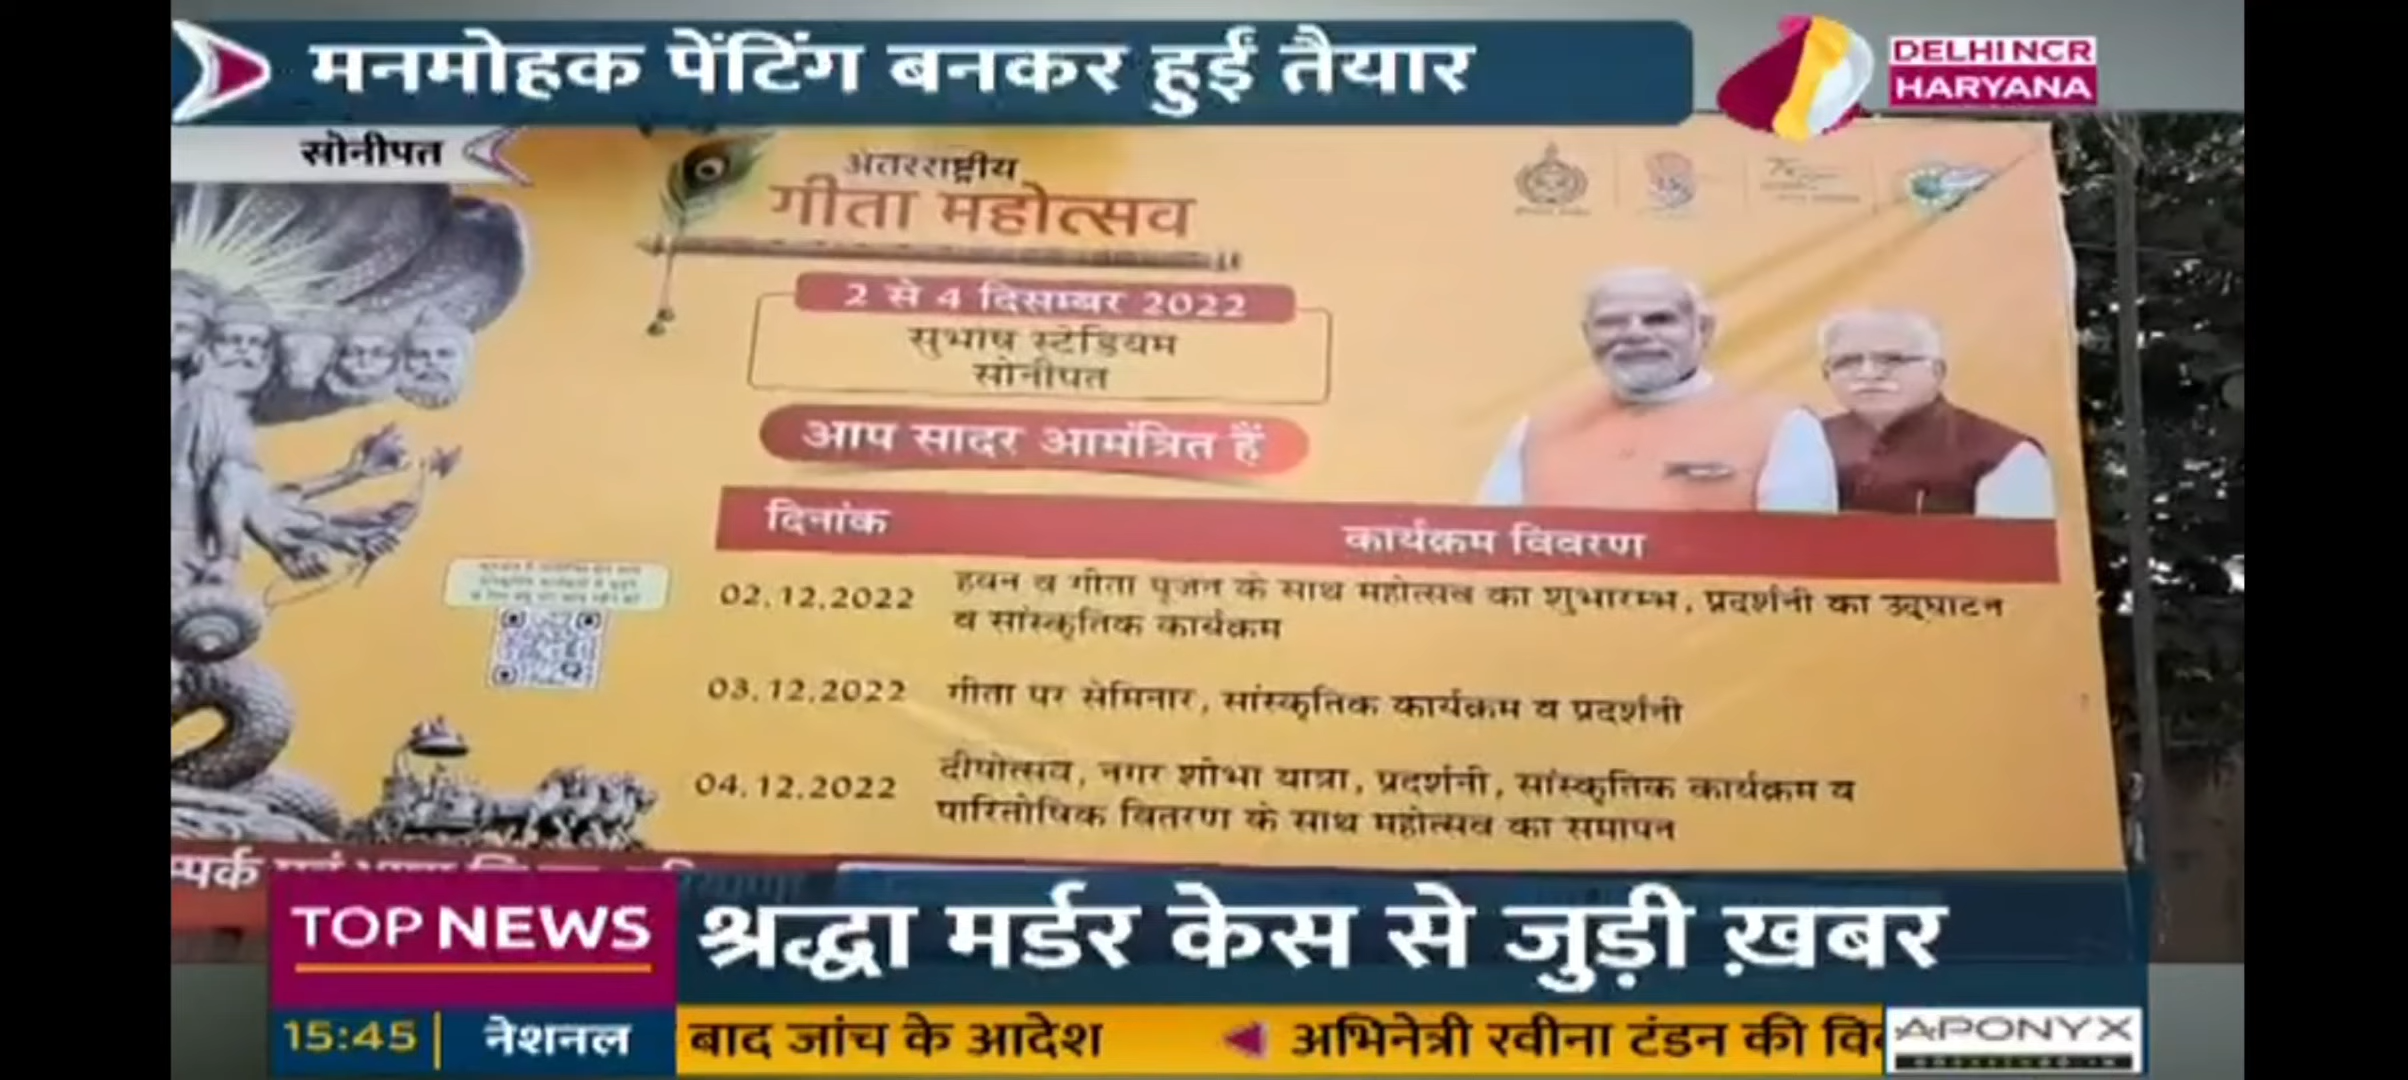 मनमोहक पेंटिंग बनकर हुईं तैयार
DELHI NCR
HARYANA
सोनीपत
अंतरराष्ट्रीय
गीता महोत्सव
2 से 4 दिसम्बर 2022
सुभाष स्टेडियम
सोनीपत
आप सादर आमंत्रित हैं
दिनांक कार्यक्रम विवरण
02.12.2022 हवन व गीता पूजन के साथ महोत्सव का शुभारम्भ, प्रदर्शनी का उद्घाटन
व सांस्कृतिक कार्यक्रम
03.12.2022 गीता पर सेमिनार, सांस्कृतिक कार्यक्रम व प्रदर्शनी
04.12.2022 दीपोत्सव, नगर शोभा यात्रा, प्रदर्शनी, सांस्कृतिक कार्यक्रम व
पारितोषिक वितरण के साथ महोत्सव का समापन
TOP NEWS
श्रद्धा मर्डर केस से जुड़ी ख़बर
15:45 नेशनल बाद जांच के आदेश अभिनेत्री रवीना टंडन की
APONYX